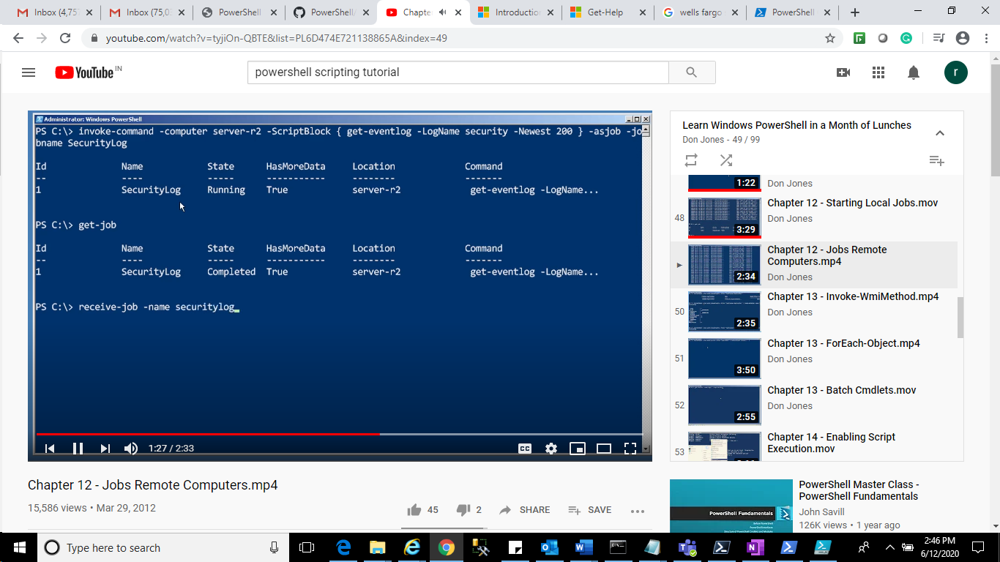 Inbox (4,75
Inbox (75,0
PowerShell
PowerShell
Chapte
Introduction
Get-Help
wells fargo
PowerShell
youtube.com/watch?v=tyjiOn-QBTE&list=PL6D474E721138865A&index=49
YouTube IN
powershell scripting tutorial
r
Administrator: Windows PowerShell
PS C:\> invoke-command -computer server-r2 -ScriptBlock { get-eventlog -LogName security -Newest 200 } -asjob -jo
bname SecurityLog
Id Name State HasMoreData Location Command
-- ---- ----- ----------- -------- -------
1 SecurityLog Running True server-r2 get-eventlog -LogName...
PS C:\> get-job
Id Name State HasMoreData Location Command
-- ---- ----- ----------- -------- -------
1 SecurityLog Completed True server-r2 get-eventlog -LogName...
PS C:\> receive-job -name securitylog
1:27 / 2:33
CC
Chapter 12 - Jobs Remote Computers.mp4
15,586 views • Mar 29, 2012
45
2
SHARE
SAVE
Learn Windows PowerShell in a Month of Lunches
Don Jones - 49 / 99
1:22
Don Jones
48
3:29
Chapter 12 - Starting Local Jobs.mov
Don Jones
2:34
Chapter 12 - Jobs Remote
Computers.mp4
Don Jones
50
2:35
Chapter 13 - Invoke-WmiMethod.mp4
Don Jones
51
3:50
Chapter 13 - ForEach-Object.mp4
Don Jones
52
2:55
Chapter 13 - Batch Cmdlets.mov
Don Jones
53
Chapter 14 - Enabling Script
Execution.mov
PowerShell Fundamentals
PowerShell Master Class -
PowerShell Fundamentals
John Savill
126K views • 1 year ago
Type here to search
2:46 PM
6/12/2020